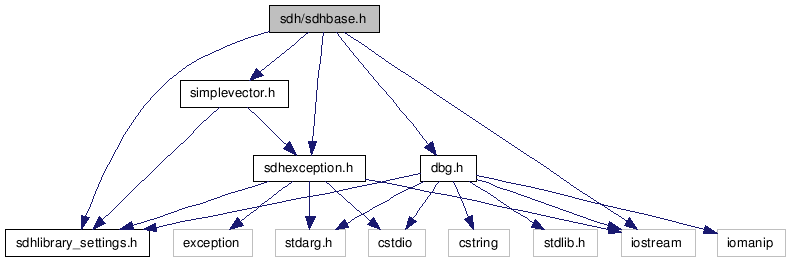 sdh/sdhbase.h
simplevector.h
sdhexception.h
dbg.h
sdhlibrary_settings.h
exception
stdarg.h
cstdio
cstring
stdlib.h
iostream
iomanip